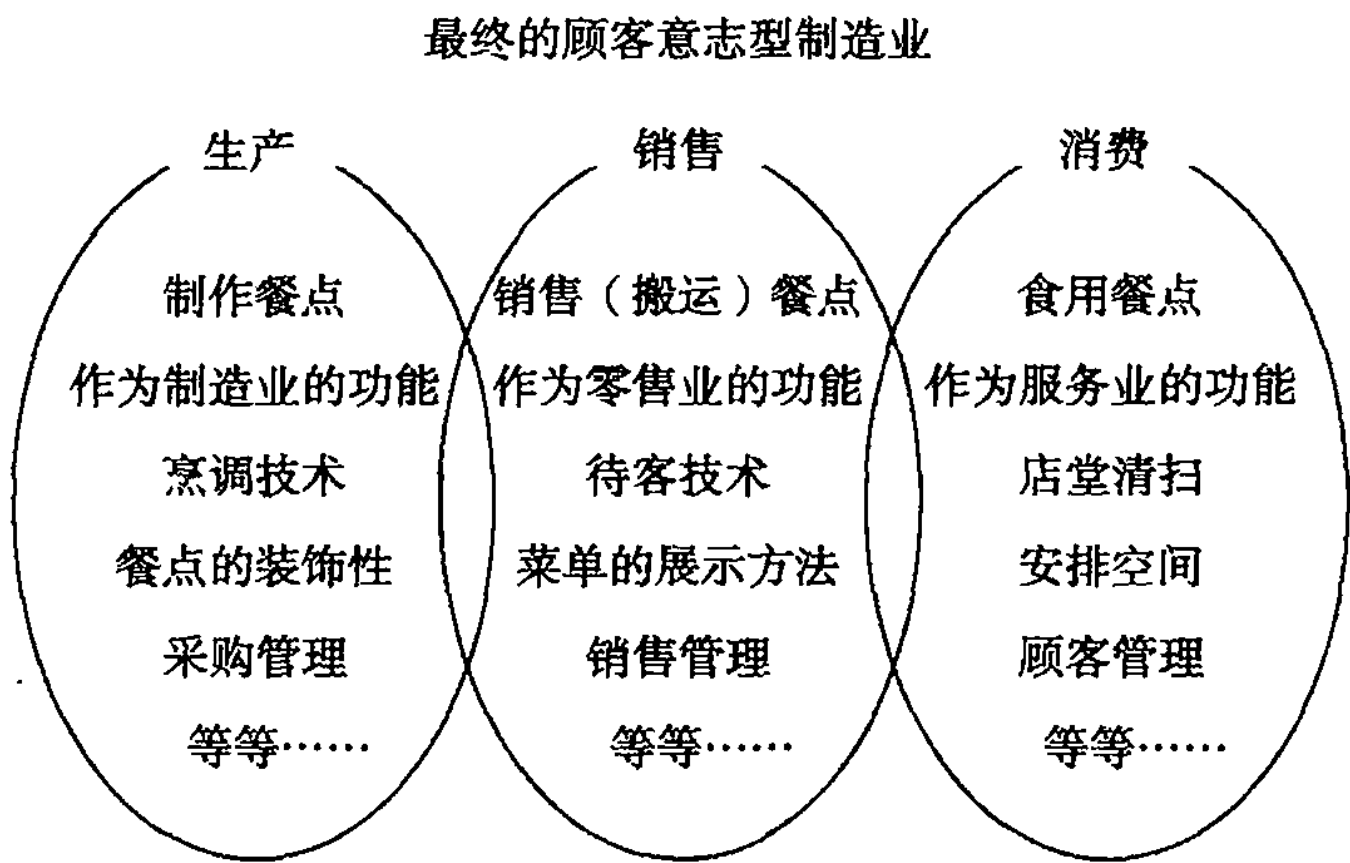 最终的顾客意志型制造业
生产
制作餐点
作为制造业的功能
烹调技术
餐点的装饰性
采购管理
等等……
销售
销售（搬运）餐点
作为零售业的功能
待客技术
菜单的展示方法
销售管理
等等……
消费
食用餐点
作为服务业的功能
店堂清扫
安排空间
顾客管理
等等……